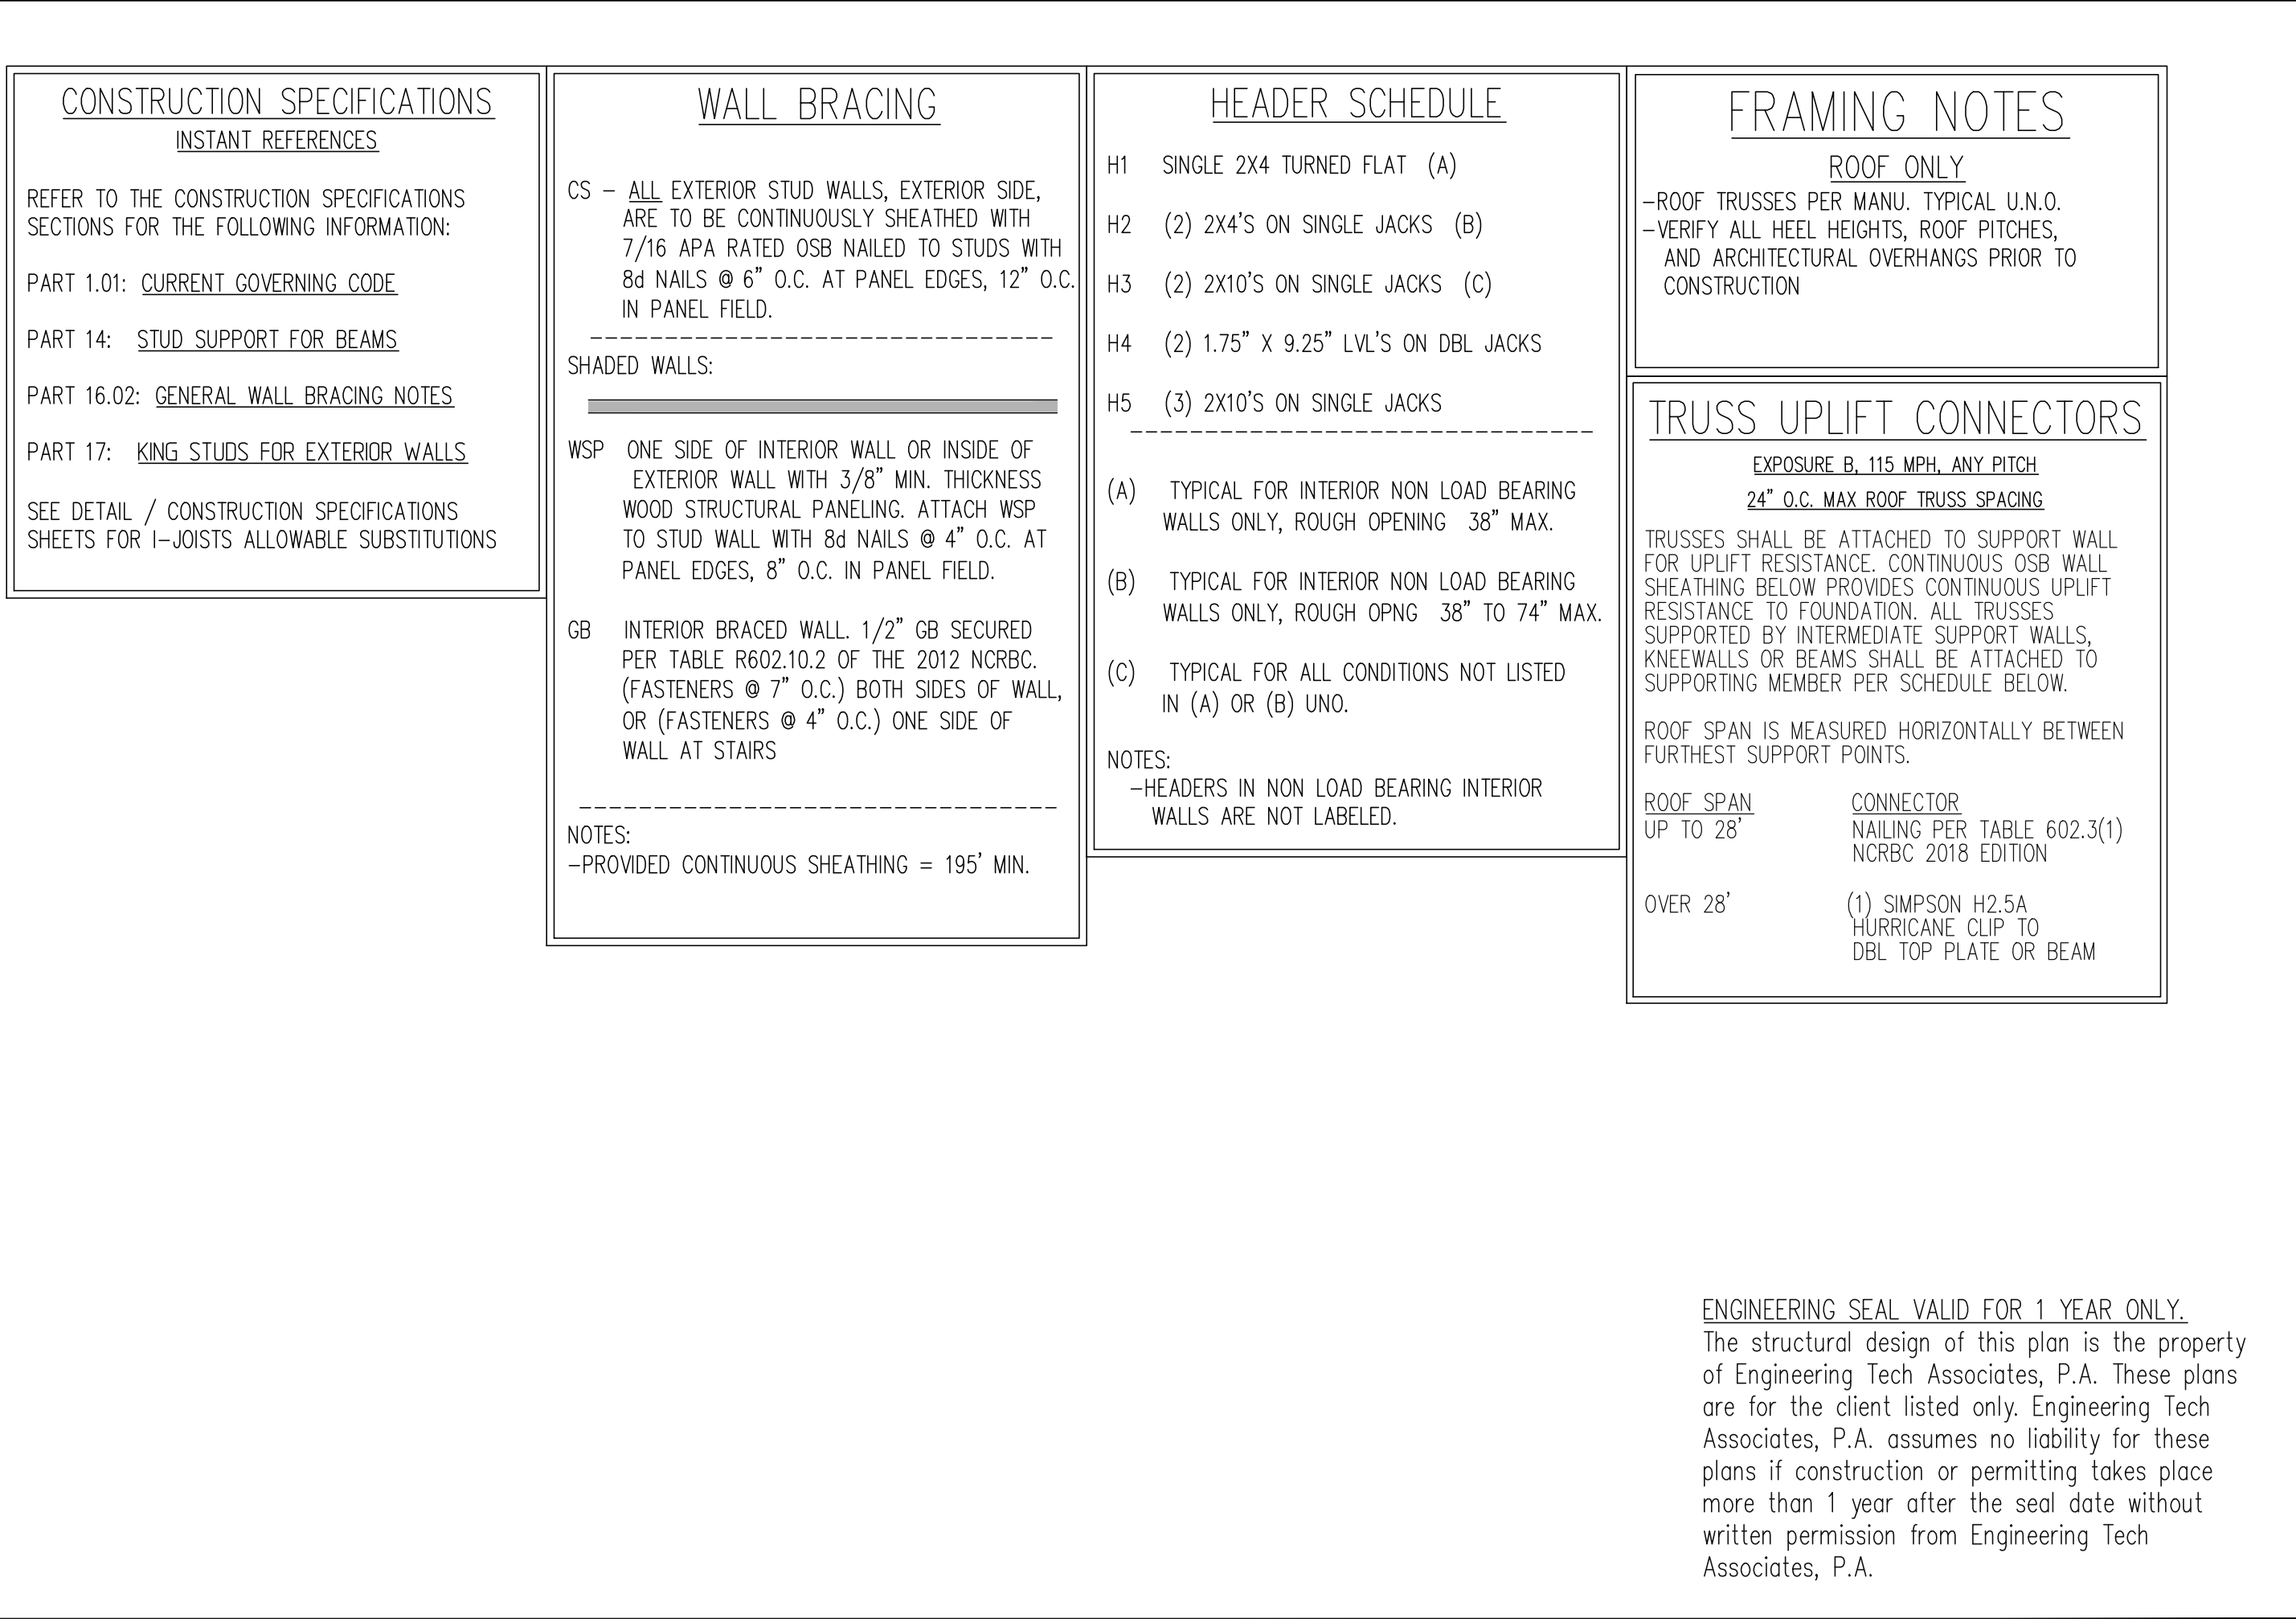 CONSTRUCTION SPECIFICATIONS
INSTANT REFERENCES
REFER TO THE CONSTRUCTION SPECIFICATIONS
SECTIONS FOR THE FOLLOWING INFORMATION:
PART 1.01: CURRENT GOVERNING CODE
PART 14: STUD SUPPORT FOR BEAMS
PART 16.02: GENERAL WALL BRACING NOTES
PART 17: KING STUDS FOR EXTERIOR WALLS
SEE DETAIL / CONSTRUCTION SPECIFICATIONS
SHEETS FOR I-JOISTS ALLOWABLE SUBSTITUTIONS
WALL BRACING
CS - ALL EXTERIOR STUD WALLS, EXTERIOR SIDE,
ARE TO BE CONTINUOUSLY SHEATHED WITH
7/16 APA RATED OSB NAILED TO STUDS WITH
8d NAILS @ 6" O.C. AT PANEL EDGES, 12" O.C.
IN PANEL FIELD.
SHADED WALLS:
WSP ONE SIDE OF INTERIOR WALL OR INSIDE OF
EXTERIOR WALL WITH 3/8" MIN. THICKNESS
WOOD STRUCTURAL PANELING. ATTACH WSP
TO STUD WALL WITH 8d NAILS @ 4" O.C. AT
PANEL EDGES, 8" O.C. IN PANEL FIELD.
GB INTERIOR BRACED WALL. 1/2" GB SECURED
PER TABLE R602.10.2 OF THE 2012 NCRBC.
(FASTENERS @ 7" O.C.) BOTH SIDES OF WALL,
OR (FASTENERS @ 4" O.C.) ONE SIDE OF
WALL AT STAIRS
NOTES:
-PROVIDED CONTINUOUS SHEATHING = 195' MIN.
HEADER SCHEDULE
H1 SINGLE 2X4 TURNED FLAT (A)
H2 (2) 2X4'S ON SINGLE JACKS (B)
H3 (2) 2X10'S ON SINGLE JACKS (C)
H4 (2) 1.75" X 9.25" LVL'S ON DBL JACKS
H5 (3) 2X10'S ON SINGLE JACKS
(A) TYPICAL FOR INTERIOR NON LOAD BEARING
WALLS ONLY, ROUGH OPENING 38" MAX.
(B) TYPICAL FOR INTERIOR NON LOAD BEARING
WALLS ONLY, ROUGH OPNG 38" TO 74" MAX.
(C) TYPICAL FOR ALL CONDITIONS NOT LISTED
IN (A) OR (B) UNO.
NOTES:
-HEADERS IN NON LOAD BEARING INTERIOR
WALLS ARE NOT LABELED.
FRAMING NOTES
ROOF ONLY
-ROOF TRUSSES PER MANU. TYPICAL U.N.O.
-VERIFY ALL HEEL HEIGHTS, ROOF PITCHES,
AND ARCHITECTURAL OVERHANGS PRIOR TO
CONSTRUCTION
TRUSS UPLIFT CONNECTORS
EXPOSURE B, 115 MPH, ANY PITCH
24" O.C. MAX ROOF TRUSS SPACING
TRUSSES SHALL BE ATTACHED TO SUPPORT WALL
FOR UPLIFT RESISTANCE. CONTINUOUS OSB WALL
SHEATHING BELOW PROVIDES CONTINUOUS UPLIFT
RESISTANCE TO FOUNDATION. ALL TRUSSES
SUPPORTED BY INTERMEDIATE SUPPORT WALLS,
KNEEWALLS OR BEAMS SHALL BE ATTACHED TO
SUPPORTING MEMBER PER SCHEDULE BELOW.
ROOF SPAN IS MEASURED HORIZONTALLY BETWEEN
FURTHEST SUPPORT POINTS.
ROOF SPAN CONNECTOR
UP TO 28' NAILING PER TABLE 602.3(1)
NCRBC 2018 EDITION
OVER 28' (1) SIMPSON H2.5A
HURRICANE CLIP TO
DBL TOP PLATE OR BEAM
ENGINEERING SEAL VALID FOR 1 YEAR ONLY.
The structural design of this plan is the property
of Engineering Tech Associates, P.A. These plans
are for the client listed only. Engineering Tech
Associates, P.A. assumes no liability for these
plans if construction or permitting takes place
more than 1 year after the seal date without
written permission from Engineering Tech
Associates, P.A.